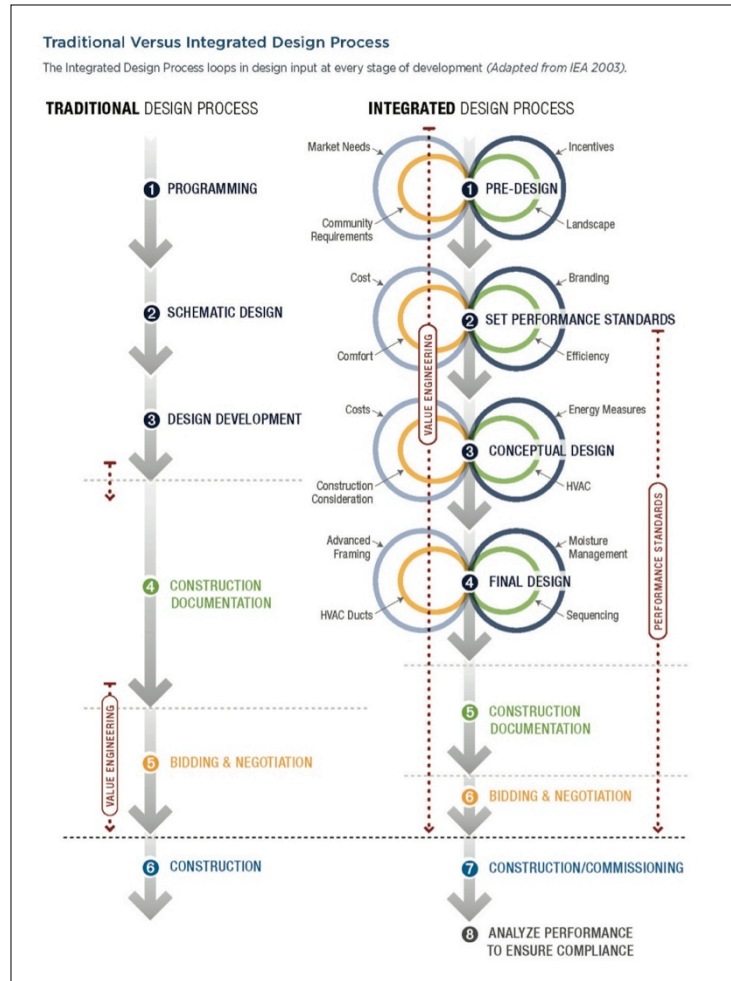 Traditional Versus Integrated Design Process
The Integrated Design Process loops in design input at every stage of development (Adapted from IEA 2003).
TRADITIONAL DESIGN PROCESS
1 PROGRAMMING
2 SCHEMATIC DESIGN
3 DESIGN DEVELOPMENT
4 CONSTRUCTION
DOCUMENTATION
VALUE ENGINEERING
5 BIDDING & NEGOTIATION
6 CONSTRUCTION
INTEGRATED DESIGN PROCESS
Market Needs
Incentives
1 PRE-DESIGN
Community
Requirements
Landscape
Cost
Branding
2 SET PERFORMANCE STANDARDS
Comfort
Efficiency
VALUE ENGINEERING
Costs
Energy Measures
3 CONCEPTUAL DESIGN
Construction
Consideration
HVAC
Advanced
Framing
Moisture
Management
4 FINAL DESIGN
HVAC Ducts
Sequencing
PERFORMANCE STANDARDS
5 CONSTRUCTION
DOCUMENTATION
6 BIDDING & NEGOTIATION
7 CONSTRUCTION/COMMISSIONING
8 ANALYZE PERFORMANCE
TO ENSURE COMPLIANCE